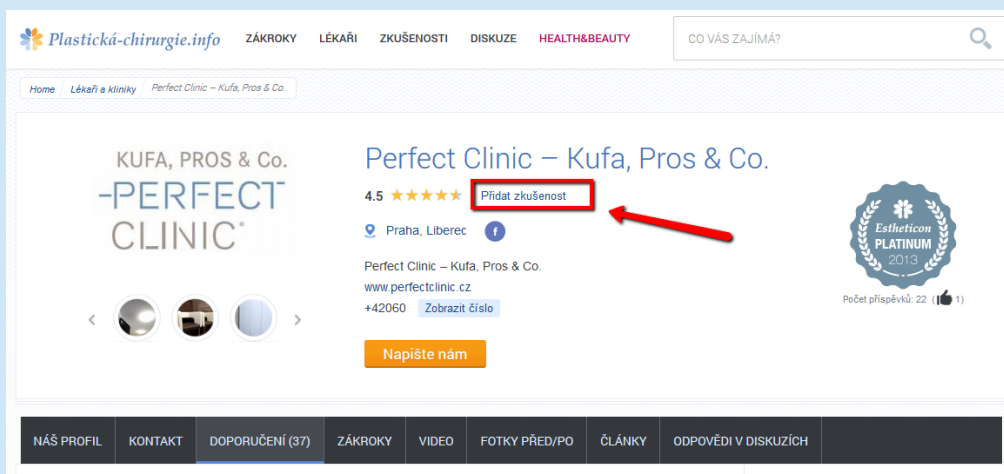 Plastická-chirurgie.info ZÁKROKY LÉKAŘI ZKUŠENOSTI DISKUZE HEALTH&BEAUTY CO VÁS ZAJÍMÁ?
Home Lékaři a kliniky Perfect Clinic – Kufa, Pros & Co.
KUFA, PROS & Co.
-PERFECT
CLINIC
Perfect Clinic – Kufa, Pros & Co.
4.5 Přidat zkušenost
Praha, Liberec f
Perfect Clinic – Kufa, Pros & Co.
www.perfectclinic.cz
+42060 Zobrazit číslo
Napište nám
Estheticon
PLATINUM
2013
Počet příspěvků: 22 ( 1)
NÁŠ PROFIL KONTAKT DOPORUČENÍ (37) ZÁKROKY VIDEO FOTKY PŘED/PO ČLÁNKY ODPOVĚDI V DISKUZÍCH